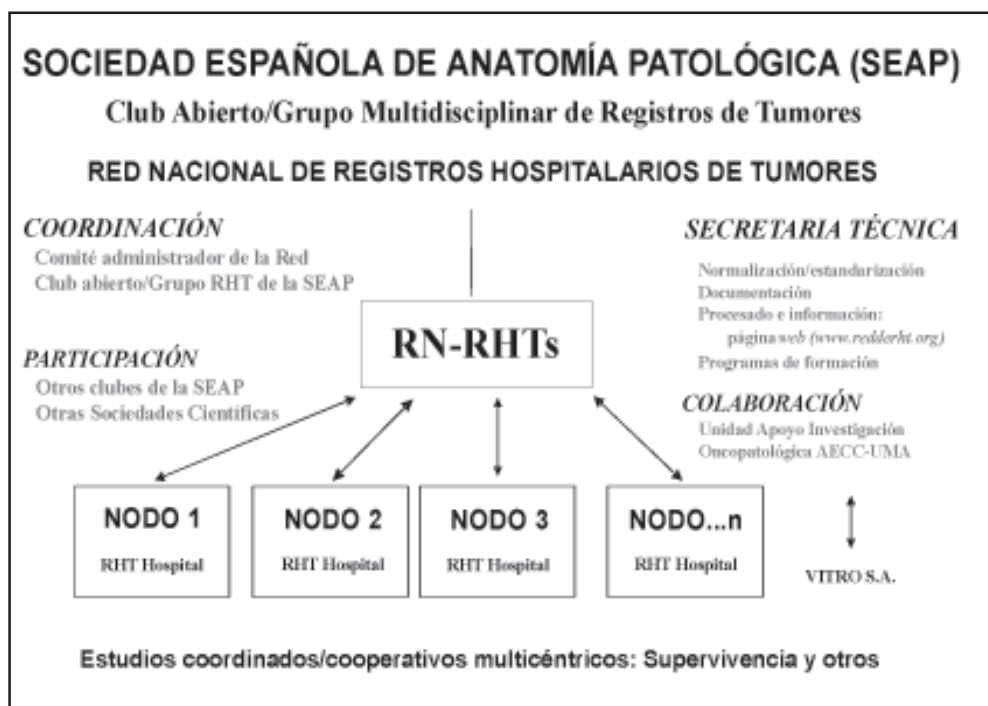 SOCIEDAD ESPAÑOLA DE ANATOMÍA PATOLÓGICA (SEAP)
Club Abierto/Grupo Multidisciplinar de Registros de Tumores
RED NACIONAL DE REGISTROS HOSPITALARIOS DE TUMORES
COORDINACIÓN
Comité administrador de la Red
Club abierto/Grupo RHT de la SEAP
PARTICIPACIÓN
Otros clubes de la SEAP
Otras Sociedades Científicas
RN-RHTs
SECRETARIA TÉCNICA
Normalización/estandarización
Documentación
Procesado e información:
página web (www.redderht.org)
Programas de formación
COLABORACIÓN
Unidad Apoyo Investigación
Oncopatológica AECC-UMA
VITRO S.A.
NODO 1
RHT Hospital
NODO 2
RHT Hospital
NODO 3
RHT Hospital
NODO...n
RHT Hospital
Estudios coordinados/cooperativos multicéntricos: Supervivencia y otros